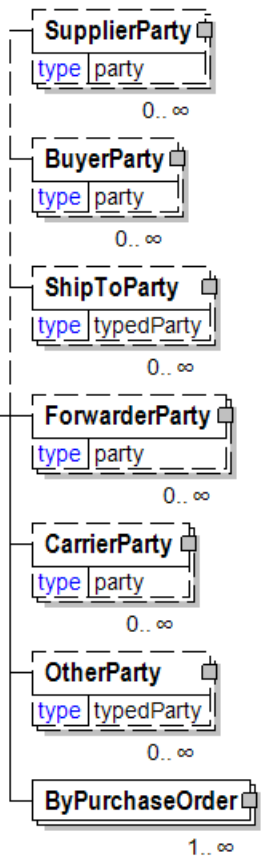 SupplierParty
type party
0.. ∞
BuyerParty
type party
0.. ∞
ShipToParty
type typedParty
0.. ∞
ForwarderParty
type party
0.. ∞
CarrierParty
type party
0.. ∞
OtherParty
type typedParty
0.. ∞
ByPurchaseOrder
1.. ∞